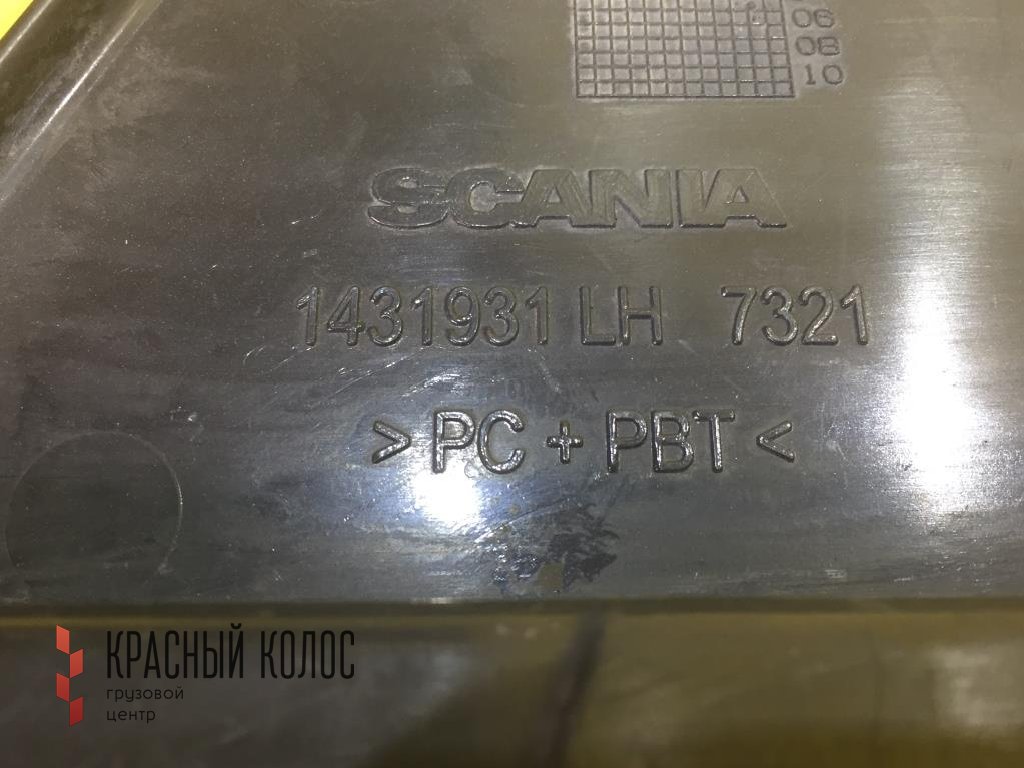 06
08
10
SCANIA
1431931 LH 7321
> PC + PBT <
КРАСНЫЙ КОЛОС
грузовой
центр